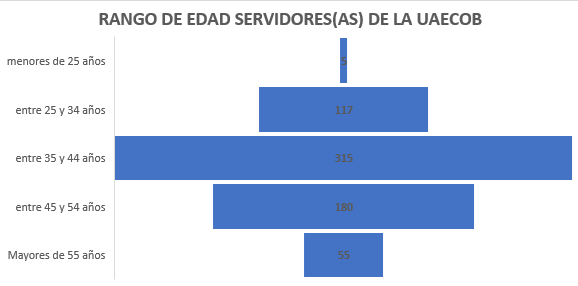 RANGO DE EDAD SERVIDORES(AS) DE LA UAECOB
menores de 25 años
5
entre 25 y 34 años
117
entre 35 y 44 años
315
entre 45 y 54 años
180
Mayores de 55 años
55